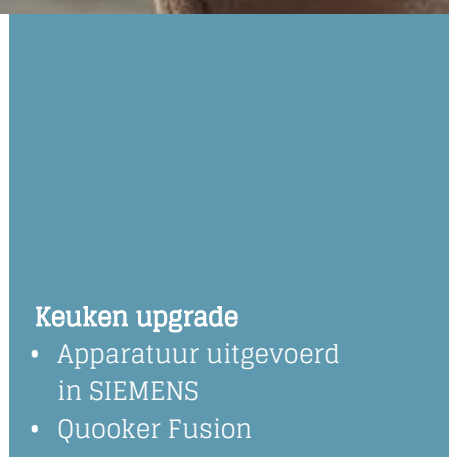 Keuken upgrade
• Apparatuur uitgevoerd
in SIEMENS
• Quooker Fusion